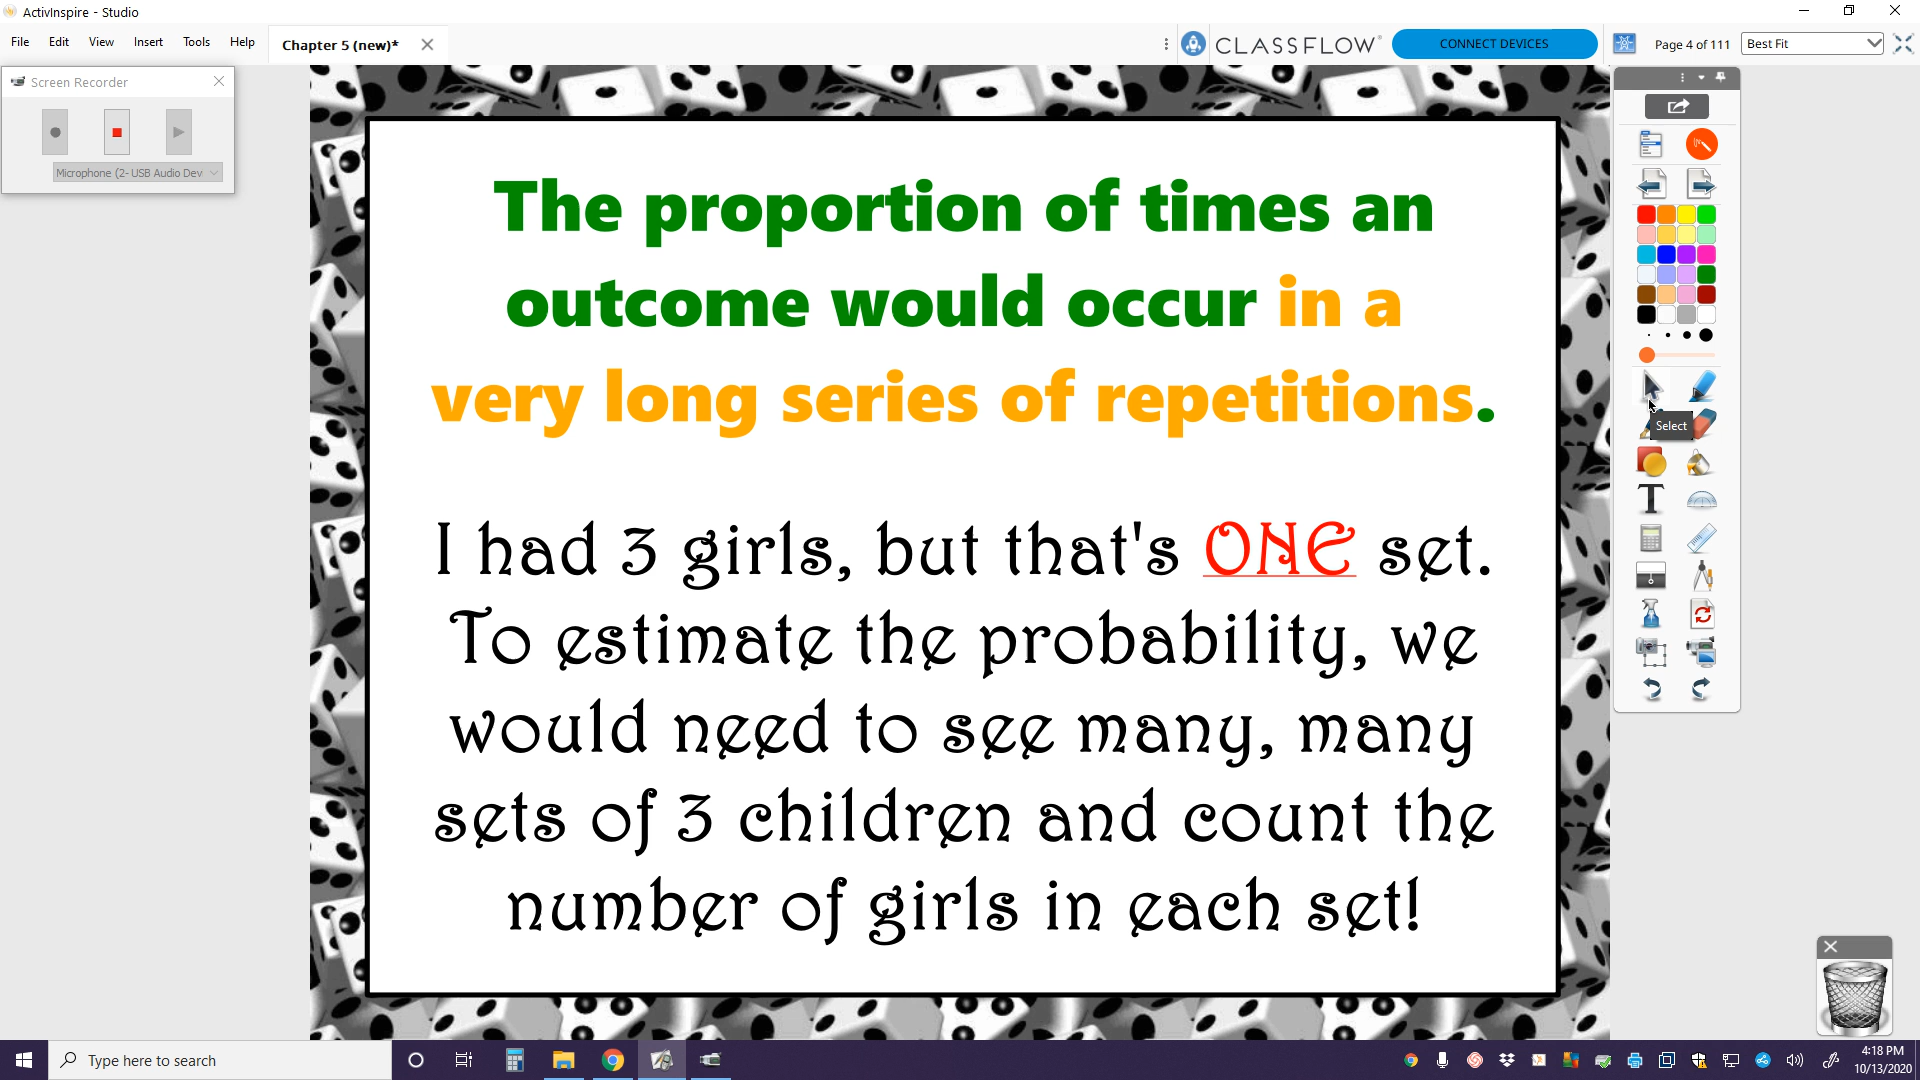 ActivInspire - Studio
File Edit View Insert Tools Help
Chapter 5 (new)*
CLASSFLOW
CONNECT DEVICES
Page 4 of 111
Best Fit
Screen Recorder
Microphone (2- USB Audio Dev
The proportion of times an
outcome would occur in a
very long series of repetitions.
I had 3 girls, but that's ONE set.
To estimate the probability, we
would need to see many, many
sets of 3 children and count the
number of girls in each set!
Select
Type here to search
4:18 PM
10/13/2020